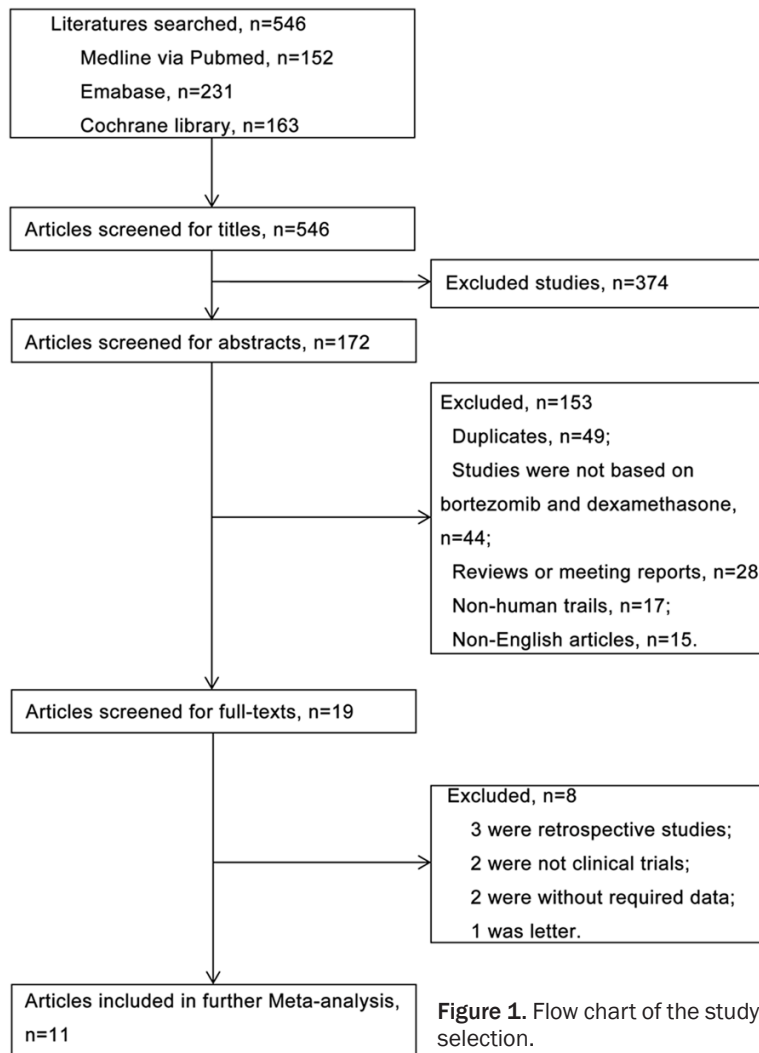 Literatures searched, n=546
Medline via Pubmed, n=152
Emabase, n=231
Cochrane library, n=163
Articles screened for titles, n=546
Excluded studies, n=374
Articles screened for abstracts, n=172
Excluded, n=153
Duplicates, n=49;
Studies were not based on
bortezomib and dexamethasone,
n=44;
Reviews or meeting reports, n=28
Non-human trails, n=17;
Non-English articles, n=15.
Articles screened for full-texts, n=19
Excluded, n=8
3 were retrospective studies;
2 were not clinical trials;
2 were without required data;
1 was letter.
Articles included in further Meta-analysis,
n=11
Figure 1. Flow chart of the study
selection.